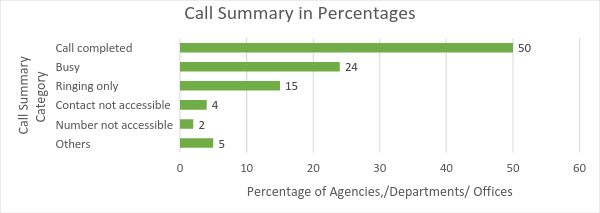 Call Summary in Percentages
Call Summary
Category
Call completed 50
Busy 24
Ringing only 15
Contact not accessible 4
Number not accessible 2
Others 5
0 10 20 30 40 50 60
Percentage of Agencies,/Departments/ Offices